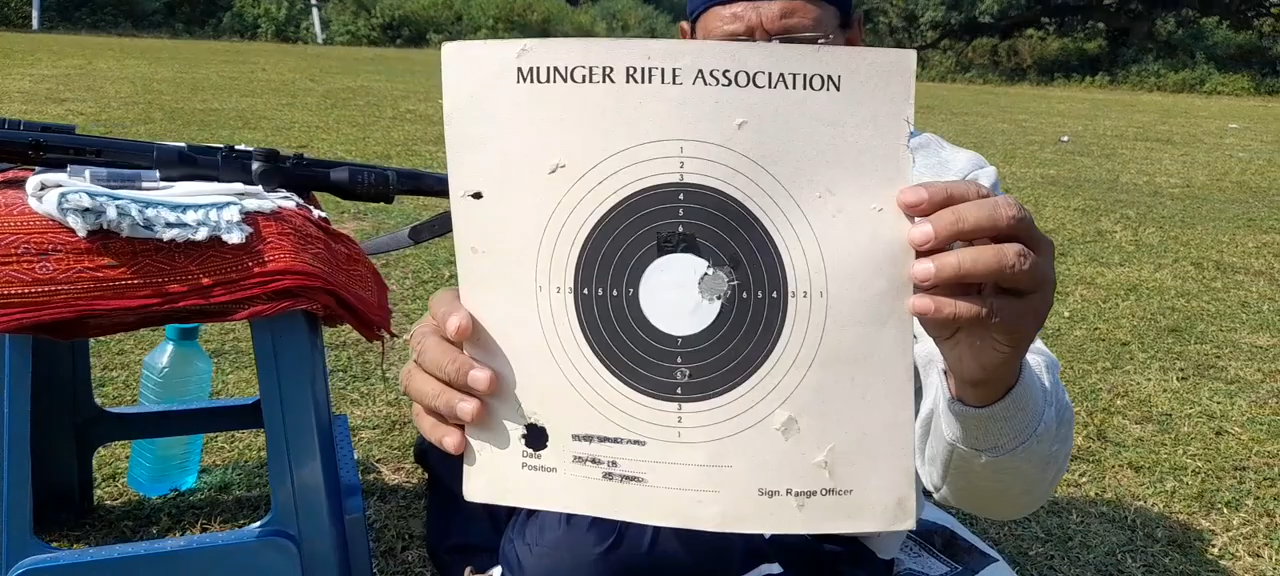 MUNGER RIFLE ASSOCIATION
1
2
3
4
5
6
1 2 3 4 5 6 7 7 6 5 4 3 2 1
7
6
5
4
3
2
1
Date
Position
25 YARD
Sign. Range Officer